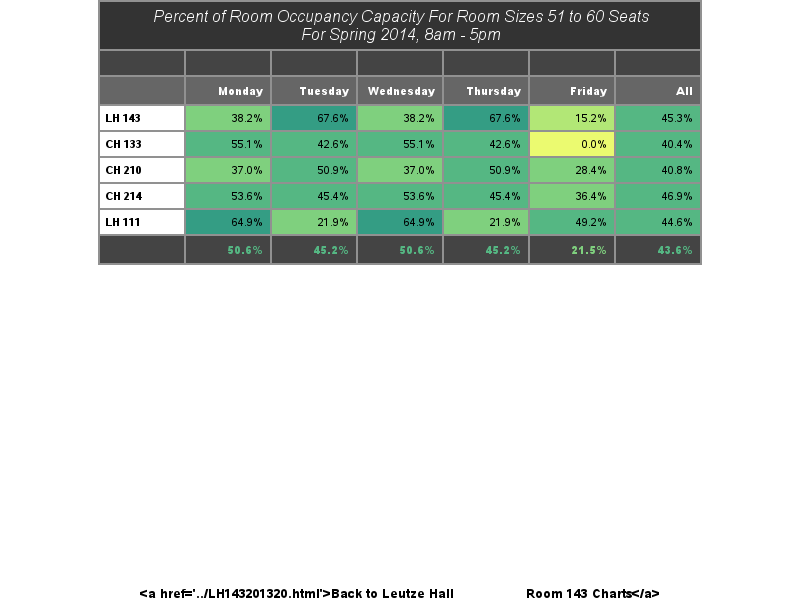 Percent of Room Occupancy Capacity For Room Sizes 51 to 60 Seats
For Spring 2014, 8am - 5pm
Monday Tuesday Wednesday Thursday Friday All
LH 143 38.2% 67.6% 38.2% 67.6% 15.2% 45.3%
CH 133 55.1% 42.6% 55.1% 42.6% 0.0% 40.4%
CH 210 37.0% 50.9% 37.0% 50.9% 28.4% 40.8%
CH 214 53.6% 45.4% 53.6% 45.4% 36.4% 46.9%
LH 111 64.9% 21.9% 64.9% 21.9% 49.2% 44.6%
50.6% 45.2% 50.6% 45.2% 21.5% 43.6%
<a href='../LH143201320.html'>Back to Leutze Hall Room 143 Charts</a>